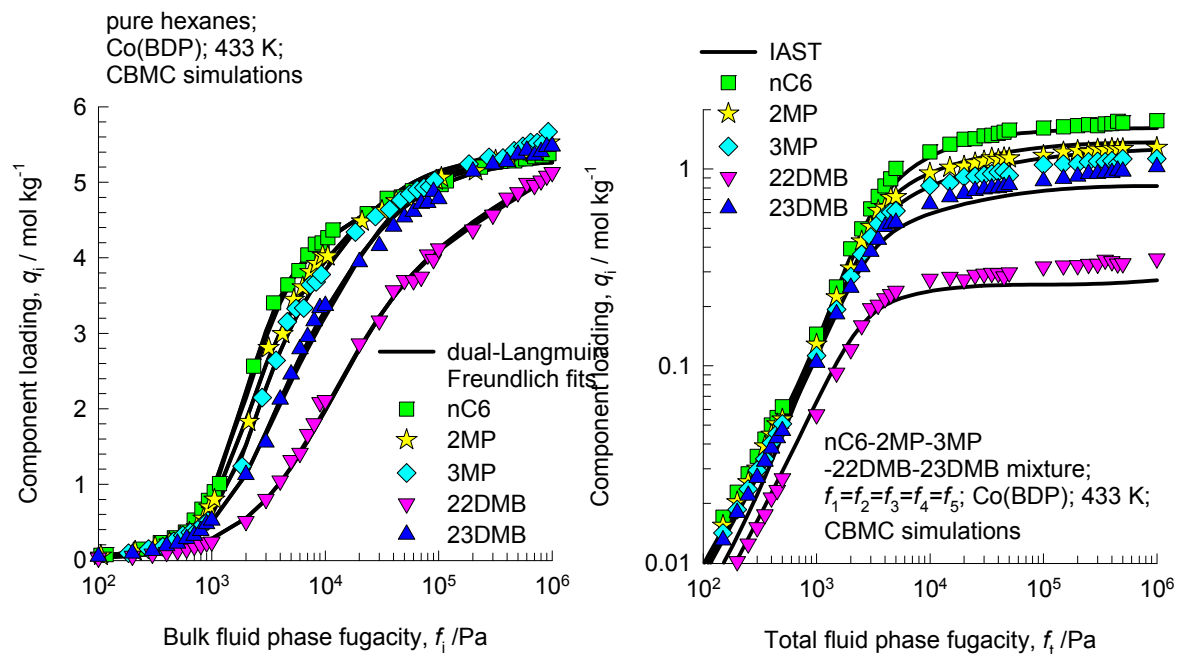 pure hexanes;
Co(BDP); 433 K;
CBMC simulations
Component loading, qᵢ / mol kg⁻¹
6
5
4
3
2
1
0
10² 10³ 10⁴ 10⁵ 10⁶
Bulk fluid phase fugacity, fᵢ /Pa
dual-Langmuir
Freundlich fits
nC6
2MP
3MP
22DMB
23DMB
IAST
nC6
2MP
3MP
22DMB
23DMB
Component loading, qᵢ / mol kg⁻¹
1
0.1
0.01
10² 10³ 10⁴ 10⁵ 10⁶
Total fluid phase fugacity, fₜ /Pa
nC6-2MP-3MP
-22DMB-23DMB mixture;
f₁=f₂=f₃=f₄=f₅; Co(BDP); 433 K;
CBMC simulations